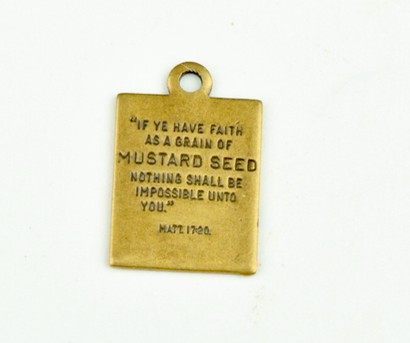 "IF YE HAVE FAITH
AS A GRAIN OF
MUSTARD SEED
NOTHING SHALL BE
IMPOSSIBLE UNTO
YOU."
MATT. 17-20.